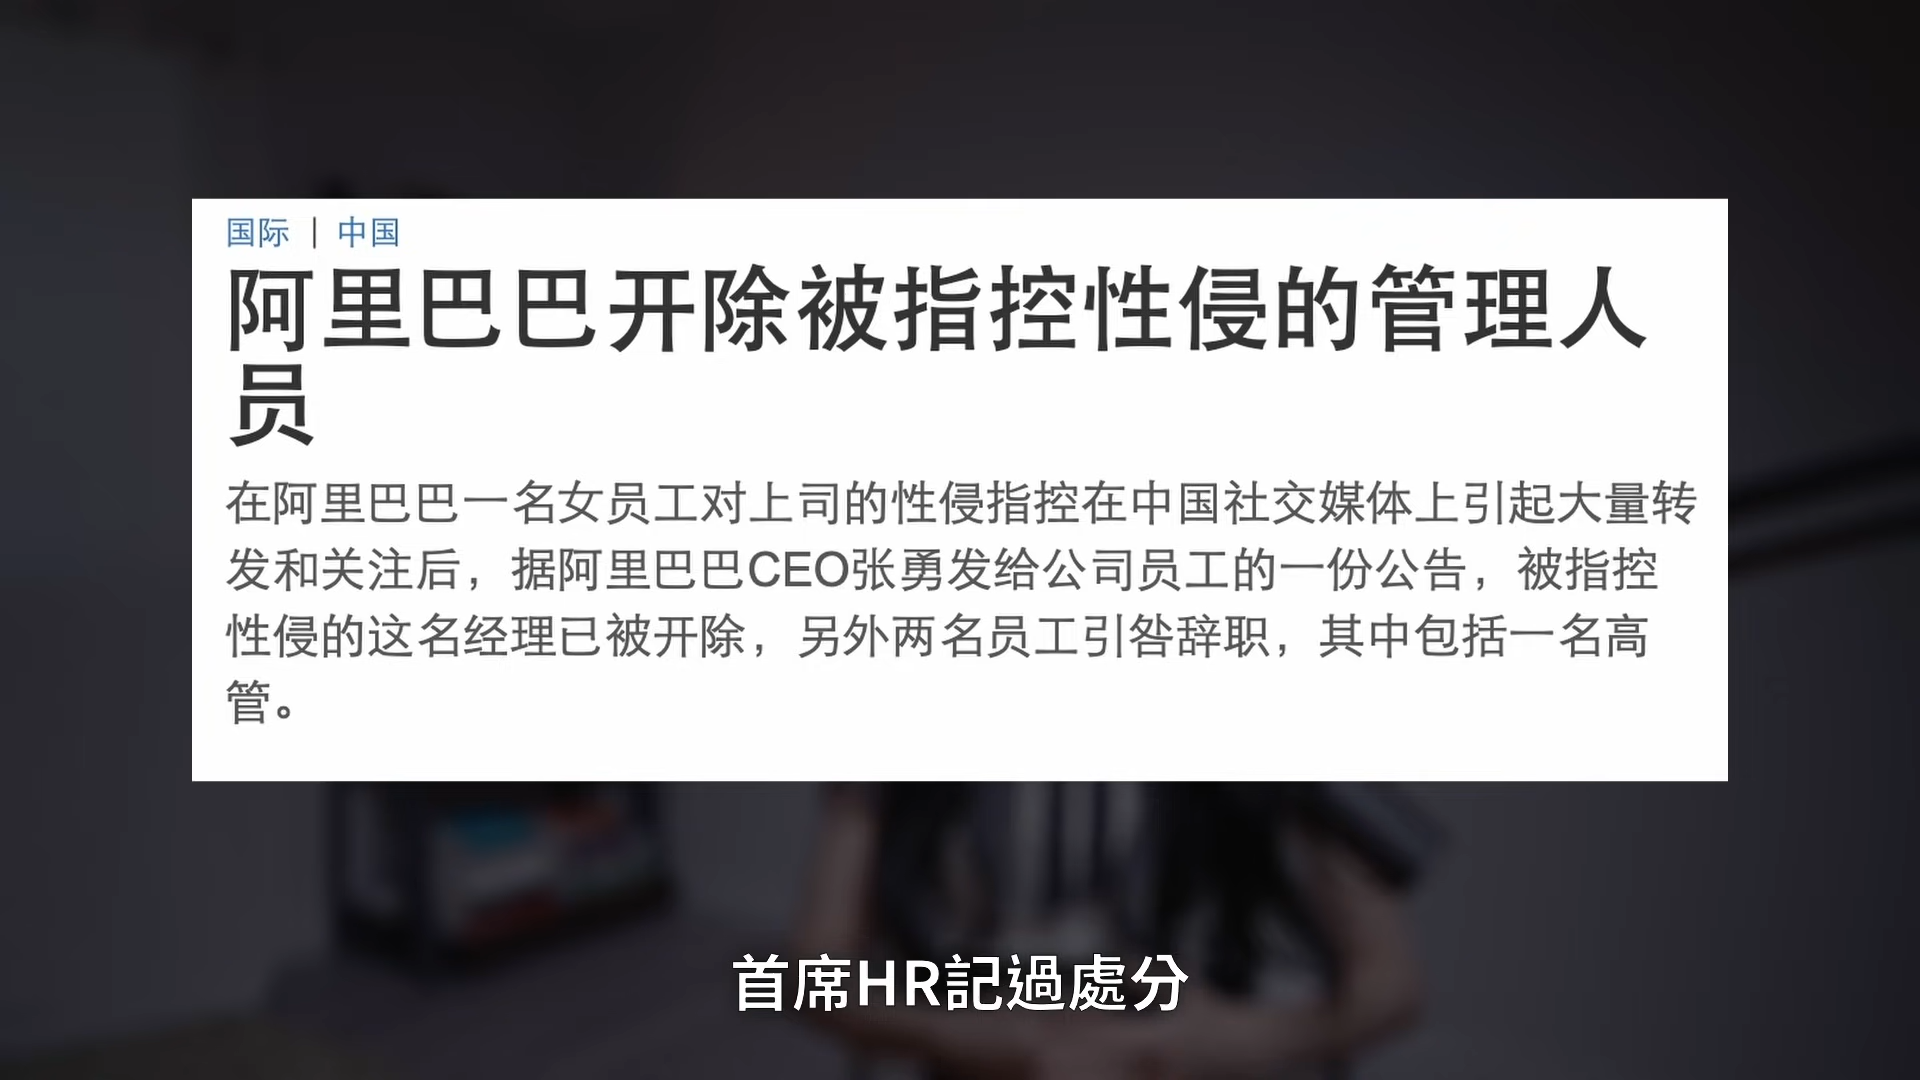 国际 | 中国
阿里巴巴开除被指控性侵的管理人
员
在阿里巴巴一名女员工对上司的性侵指控在中国社交媒体上引起大量转
发和关注后，据阿里巴巴CEO张勇发给公司员工的一份公告，被指控
性侵的这名经理已被开除，另外两名员工引咎辞职，其中包括一名高
管。
首席HR記過處分